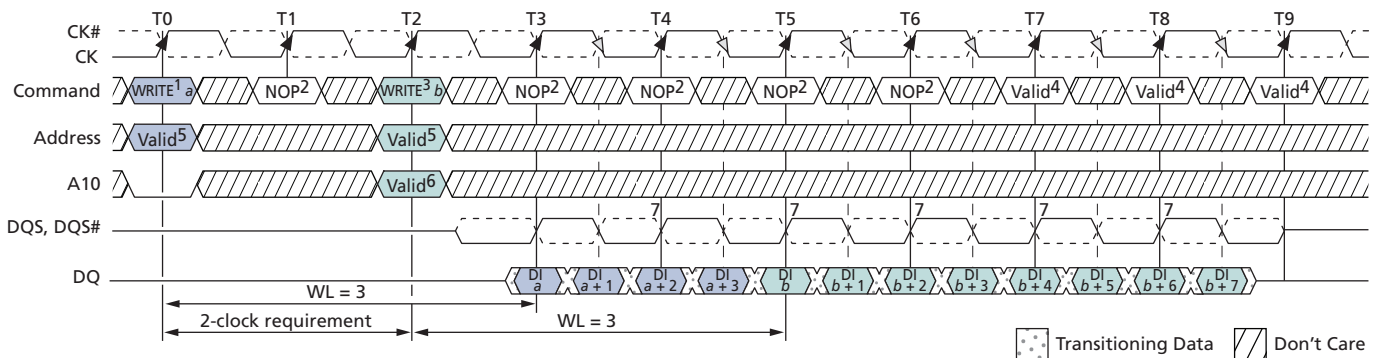 T0 T1 T2 T3 T4 T5 T6 T7 T8 T9
CK#
CK
Command WRITE1 a NOP2 WRITE3 b NOP2 NOP2 NOP2 NOP2 Valid4 Valid4 Valid4
Address Valid5 Valid5
A10 Valid6
7 7 7 7 7
DQS, DQS#
DQ DI a DI a + 1 DI a + 2 DI a + 3 DI b DI b + 1 DI b + 2 DI b + 3 DI b + 4 DI b + 5 DI b + 6 DI b + 7
WL = 3
2-clock requirement WL = 3
Transitioning Data Don't Care